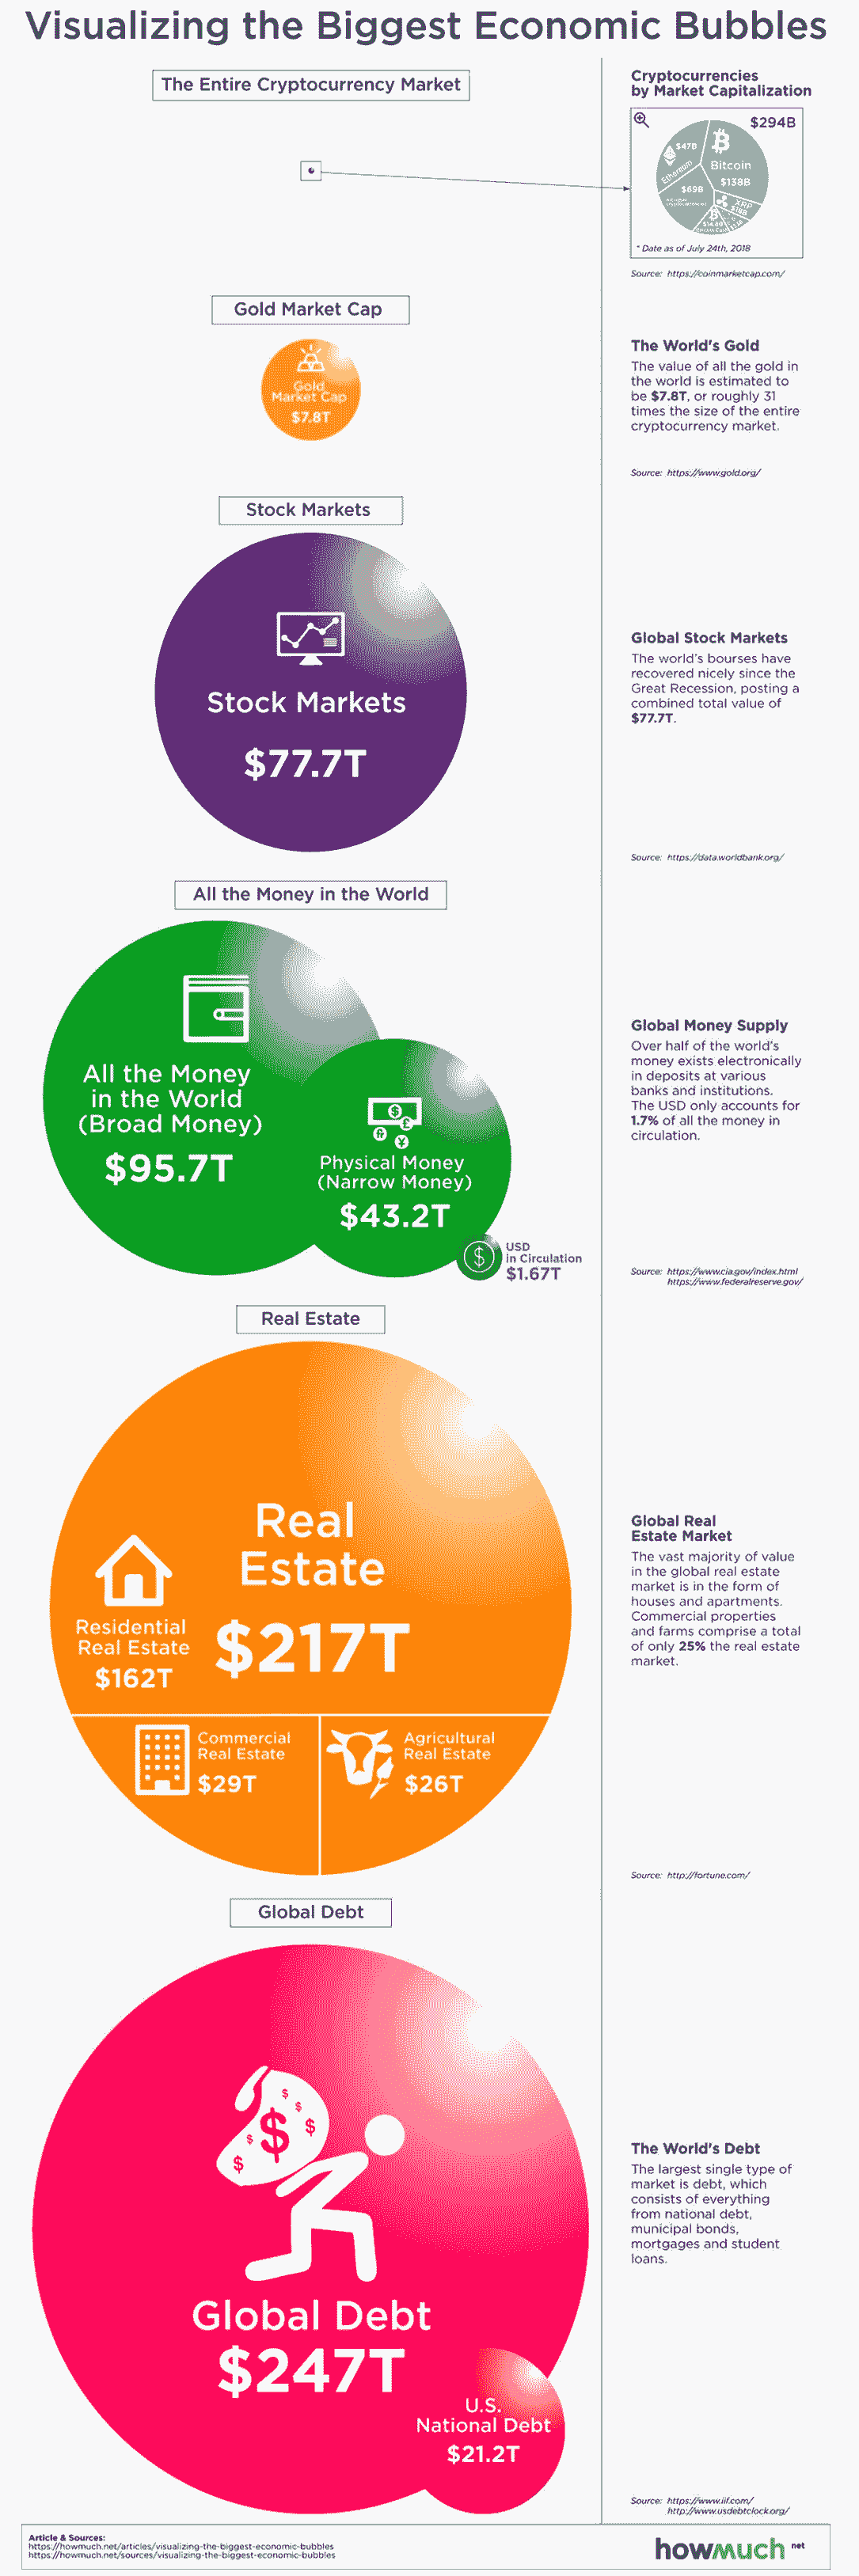 Visualizing the Biggest Economic Bubbles
The Entire Cryptocurrency Market
Cryptocurrencies
by Market Capitalization
$294B
$47B
Ethereum
Bitcoin
$138B
$69B
XRP
$18B
* Date as of July 24th, 2018
Source: https://coinmarketcap.com/
Gold Market Cap
Gold
Market Cap
$7.8T
The World's Gold
The value of all the gold in
the world is estimated to
be $7.8T, or roughly 31
times the size of the entire
cryptocurrency market.
Source: https://www.gold.org/
Stock Markets
Stock Markets
$77.7T
Global Stock Markets
The world's bourses have
recovered nicely since the
Great Recession, posting a
combined total value of
$77.7T.
Source: https://data.worldbank.org/
All the Money in the World
All the Money
in the World
(Broad Money)
$95.7T
Physical Money
(Narrow Money)
$43.2T
USD
in Circulation
$1.67T
Global Money Supply
Over half of the world's
money exists electronically
in deposits at various
banks and institutions.
The USD only accounts for
1.7% of all the money in
circulation.
Source: https://www.cia.gov/index.html
https://www.federalreserve.gov/
Real Estate
Real
Estate
$217T
Residential
Real Estate
$162T
Commercial
Real Estate
$29T
Agricultural
Real Estate
$26T
Global Real
Estate Market
The vast majority of value
in the global real estate
market is in the form of
houses and apartments.
Commercial properties
and farms comprise a total
of only 25% the real estate
market.
Source: http://fortune.com/
Global Debt
Global Debt
$247T
U.S.
National Debt
$21.2T
The World's Debt
The largest single type of
market is debt, which
consists of everything
from national debt,
municipal bonds,
mortgages and student
loans.
Source: https://www.iif.com/
http://www.usdebtclock.org/
Article & Sources:
https://howmuch.net/articles/visualizing-the-biggest-economic-bubbles
https://howmuch.net/sources/visualizing-the-biggest-economic-bubbles
howmuch net